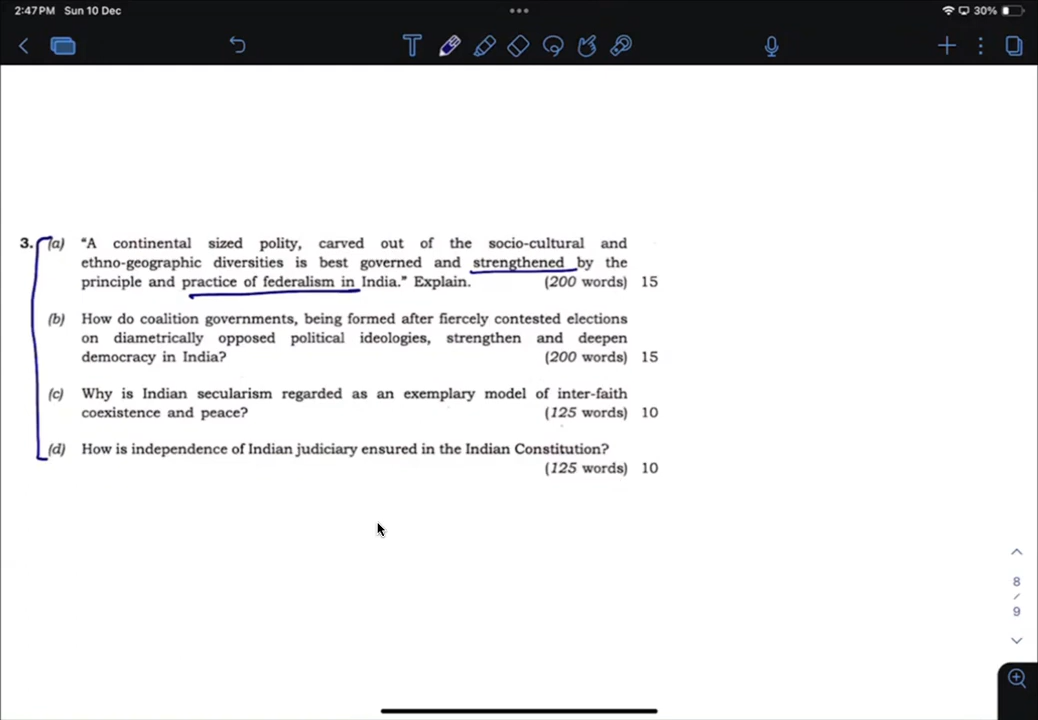 2:47 PM Sun 10 Dec
30%
T
3. (a) "A continental sized polity, carved out of the socio-cultural and
ethno-geographic diversities is best governed and strengthened by the
principle and practice of federalism in India." Explain. (200 words) 15
(b) How do coalition governments, being formed after fiercely contested elections
on diametrically opposed political ideologies, strengthen and deepen
democracy in India? (200 words) 15
(c) Why is Indian secularism regarded as an exemplary model of inter-faith
coexistence and peace? (125 words) 10
(d) How is independence of Indian judiciary ensured in the Indian Constitution?
(125 words) 10
8
/
9